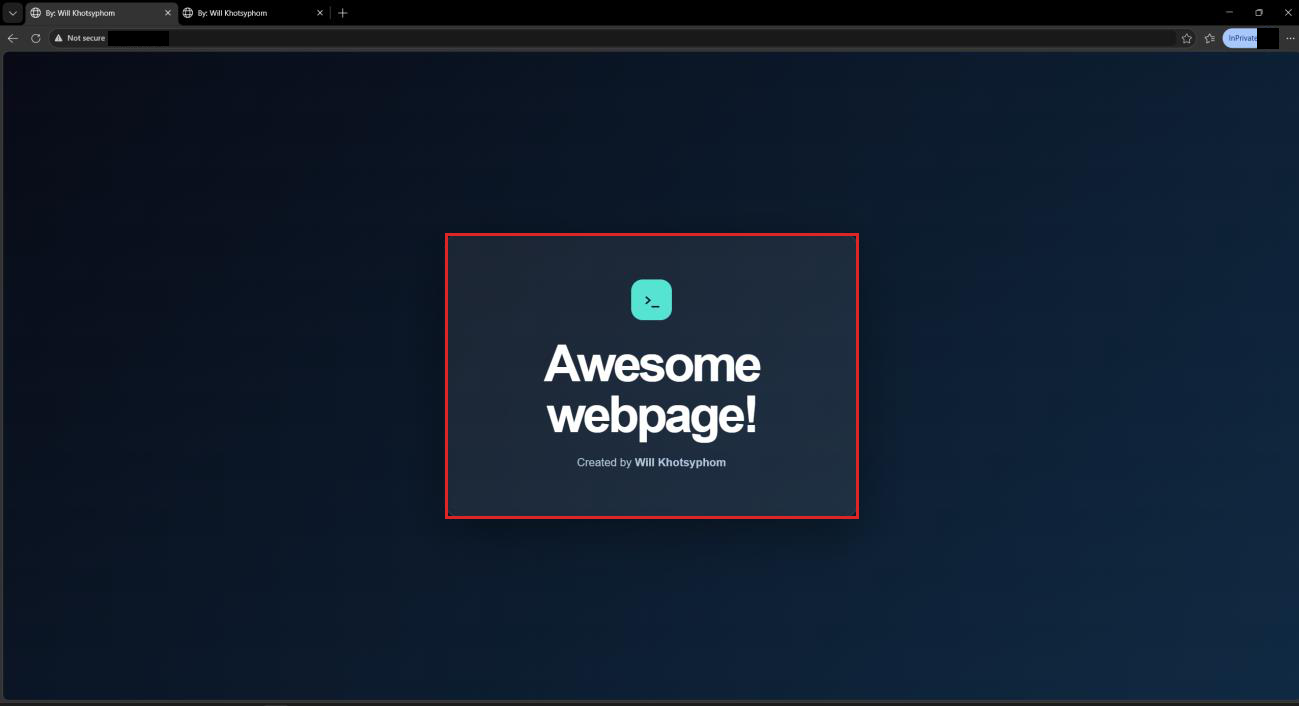 By: Will Khotsyphom
By: Will Khotsyphom
Not secure
InPrivate
>_
Awesome
webpage!
Created by Will Khotsyphom